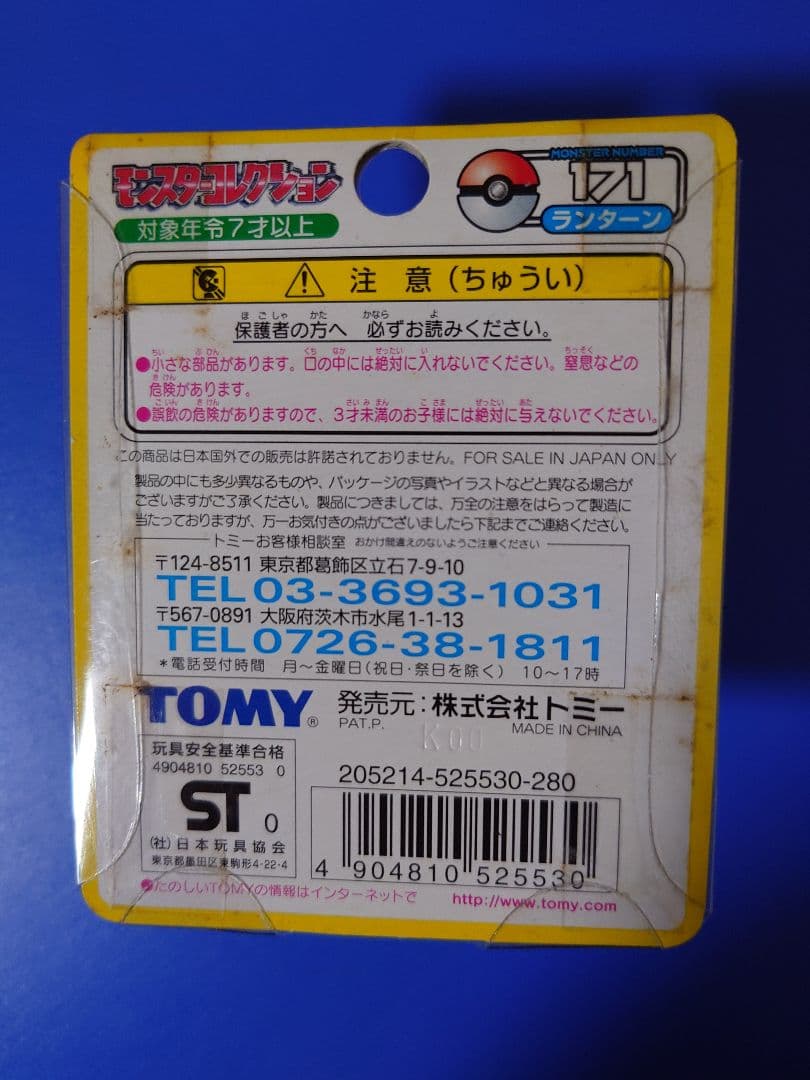 モンスターコレクション
対象年令7才以上
MONSTER NUMBER
171
ランターン
注 意(ちゅうい)
保護者の方へ 必ずお読みください。
●小さな部品があります。口の中には絶対に入れないでください。窒息などの
危険があります。
●誤飲の危険がありますので、3才未満のお子様には絶対に与えないでください。
この商品は日本国外での販売は許諾されておりません。FOR SALE IN JAPAN ONLY
製品の中にも多少異なるものや、パッケージの写真やイラストなどと異なる場合が
ございますがご了承ください。製品につきましては、万全の注意をはらって製造に
当たっておりますが、万一お気付きの点がございましたら下記までご連絡ください。
トミーお客様相談室 おかけ間違えのないようご注意ください
〒124-8511 東京都葛飾区立石7-9-10
TEL 03-3693-1031
〒567-0891 大阪府茨木市水尾1-1-13
TEL 0726-38-1811
*電話受付時間 月〜金曜日(祝日・祭日を除く) 10〜17時
TOMY® 発売元:株式会社トミー
PAT.P. MADE IN CHINA
K00
玩具安全基準合格
4904810 52553 0
ST 0
(社)日本玩具協会
東京都墨田区東駒形4-22-4
205214-525530-280
4 904810 525530
●たのしいTOMYの情報はインターネットで http://www.tomy.com